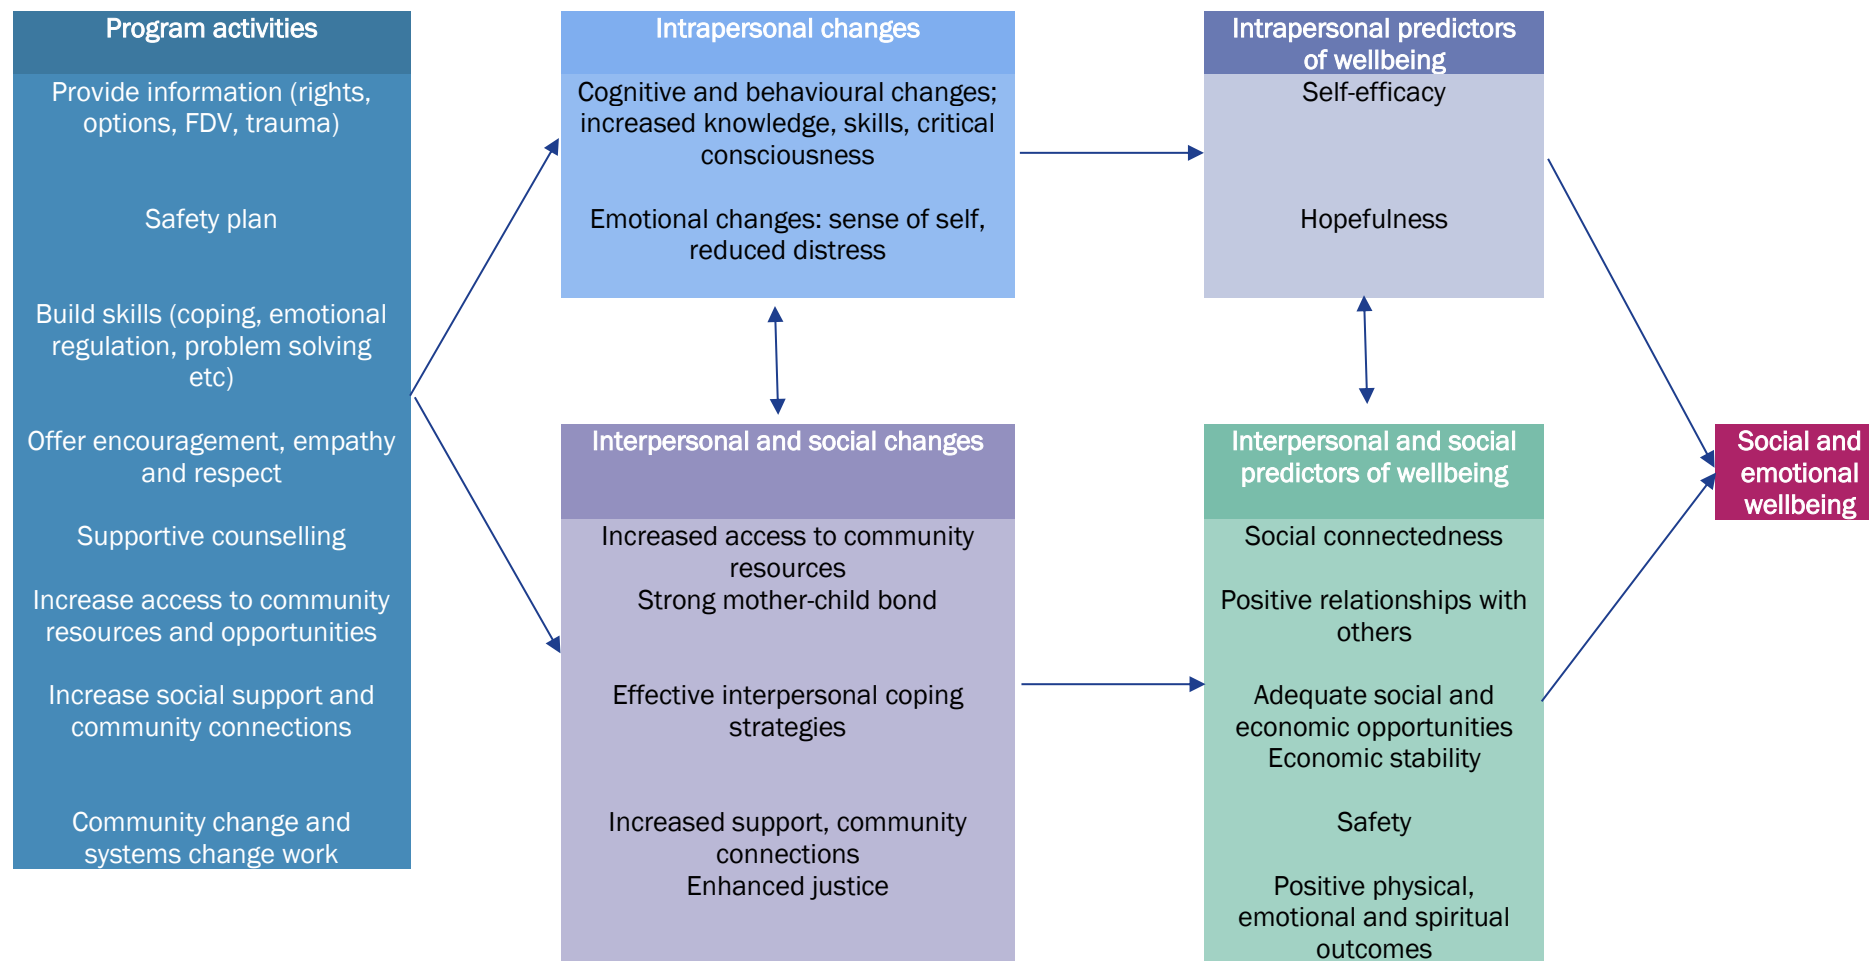 Program activities
Provide information (rights,
options, FDV, trauma)
Safety plan
Build skills (coping, emotional
regulation, problem solving
etc)
Offer encouragement, empathy
and respect
Supportive counselling
Increase access to community
resources and opportunities
Increase social support and
community connections
Community change and
systems change work
Intrapersonal changes
Cognitive and behavioural changes;
increased knowledge, skills, critical
consciousness
Emotional changes: sense of self,
reduced distress
Interpersonal and social changes
Increased access to community
resources
Strong mother-child bond
Effective interpersonal coping
strategies
Increased support, community
connections
Enhanced justice
Intrapersonal predictors
of wellbeing
Self-efficacy
Hopefulness
Interpersonal and social
predictors of wellbeing
Social connectedness
Positive relationships with
others
Adequate social and
economic opportunities
Economic stability
Safety
Positive physical,
emotional and spiritual
outcomes
Social and
emotional
wellbeing